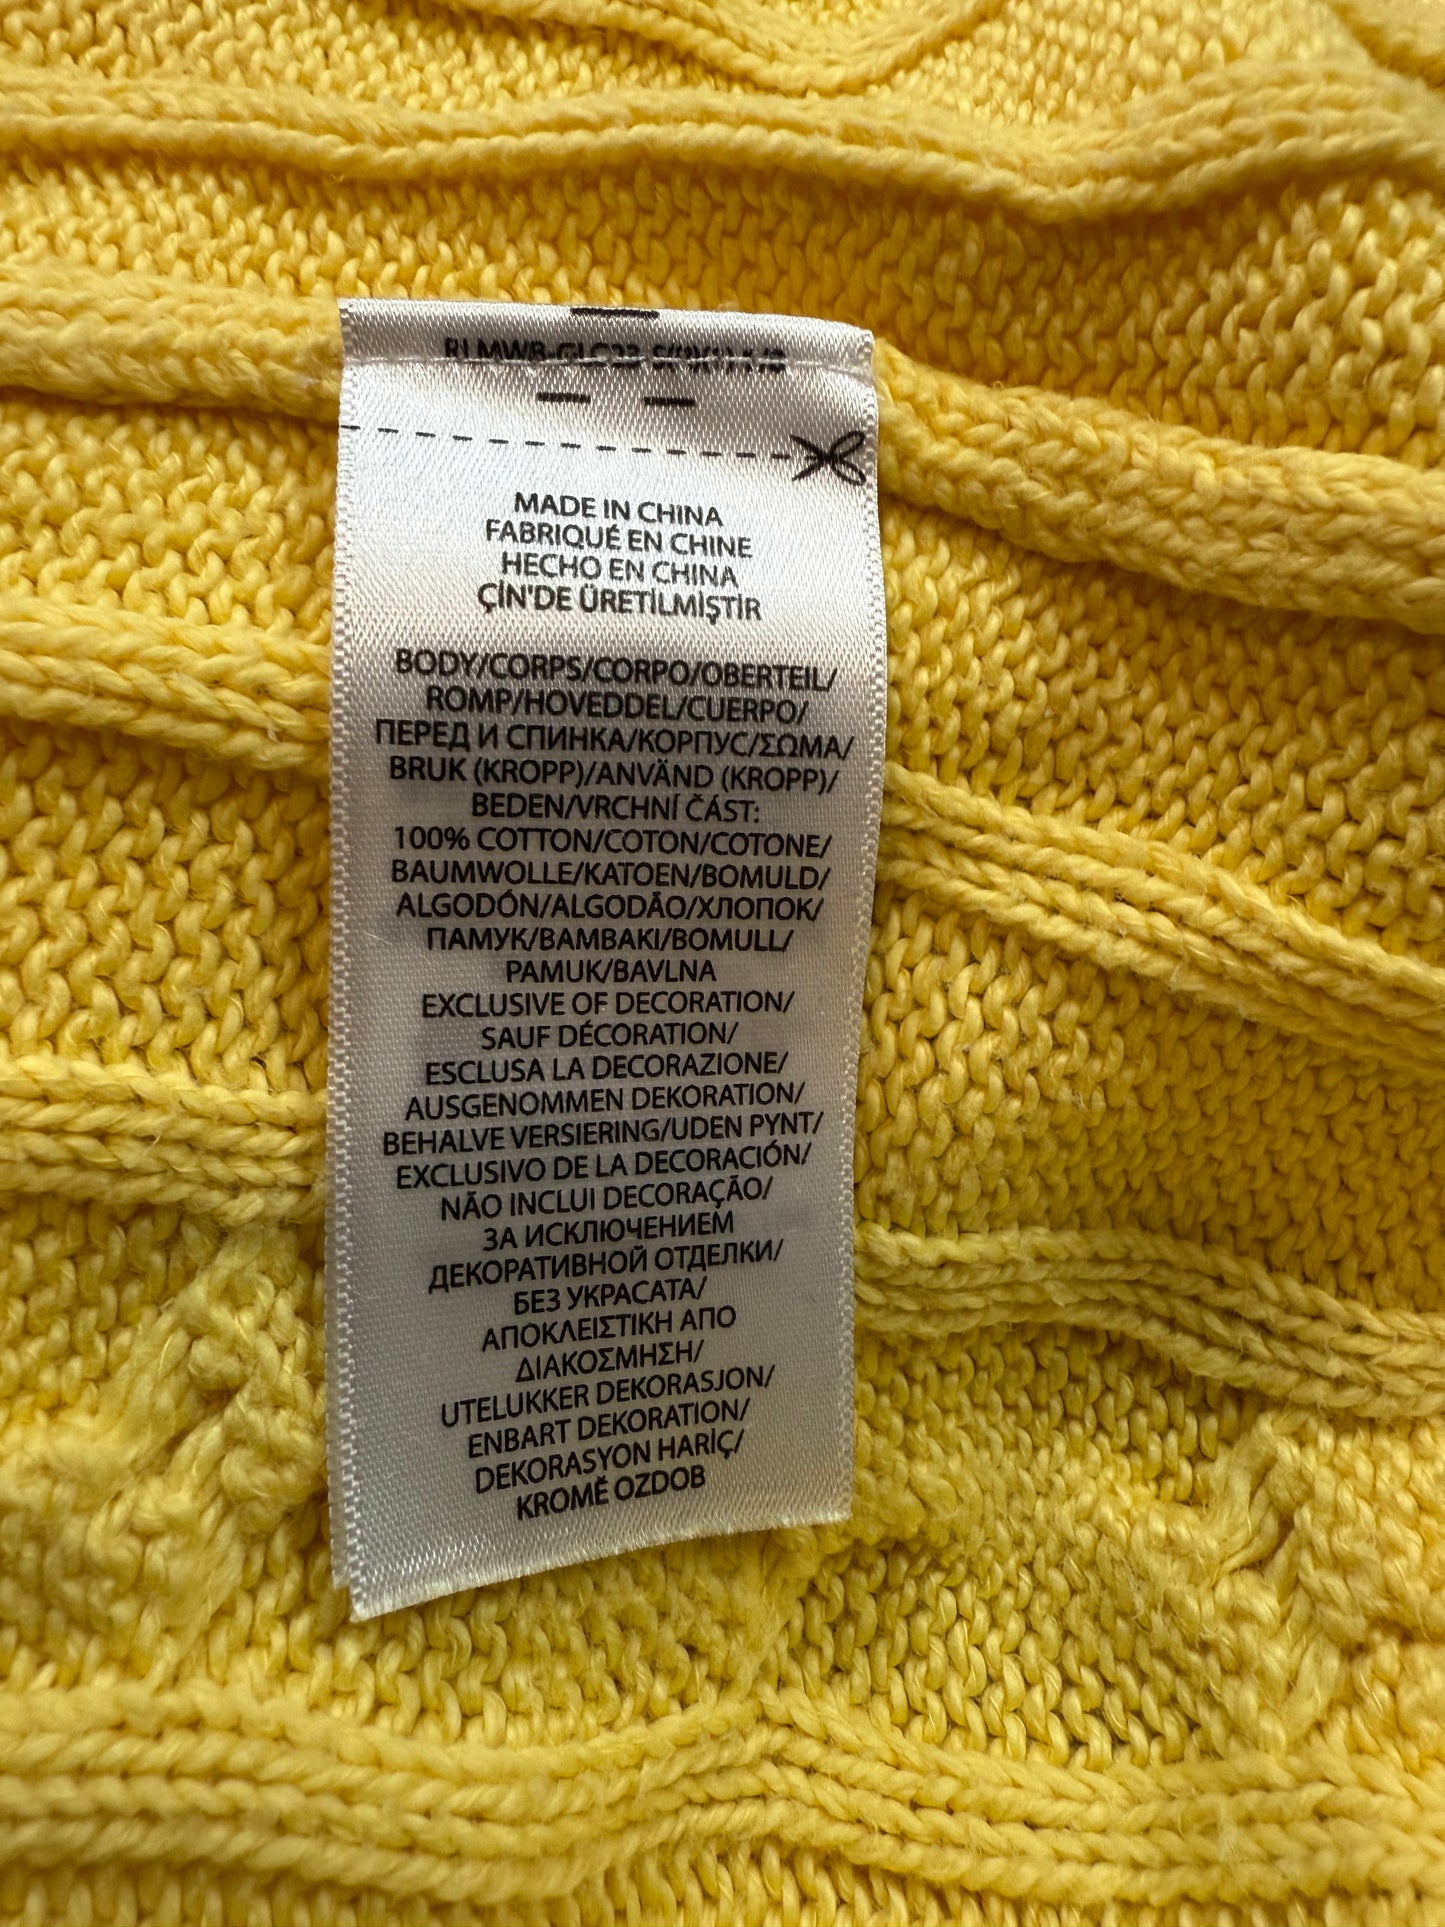 MADE IN CHINA
FABRIQUÉ EN CHINE
HECHO EN CHINA
ÇİN'DE ÜRETİLMİŞTİR
BODY/CORPS/CORPO/OBERTEIL/
ROMP/HOVEDDEL/CUERPO/
ПЕРЕД И СПИНКА/КОРПУС/ΣΩΜΑ/
BRUK (KROPP)/ANVÄND (KROPP)/
BEDEN/VRCHNÍ ČÁST:
100% COTTON/COTON/COTONE/
BAUMWOLLE/KATOEN/BOMULD/
ALGODÓN/ALGODÃO/ХЛОПОК/
ПАМУК/ΒΑΜΒΑΚΙ/BOMULL/
PAMUK/BAVLNA
EXCLUSIVE OF DECORATION/
SAUF DÉCORATION/
ESCLUSA LA DECORAZIONE/
AUSGENOMMEN DEKORATION/
BEHALVE VERSIERING/UDEN PYNT/
EXCLUSIVO DE LA DECORACIÓN/
NÃO INCLUI DECORAÇÃO/
ЗА ИСКЛЮЧЕНИЕМ
ДЕКОРАТИВНОЙ ОТДЕЛКИ/
БЕЗ УКРАСАТА/
ΑΠΟΚΛΕΙΣΤΙΚΗ ΑΠΟ
ΔΙΑΚΟΣΜΗΣΗ/
UTELUKKER DEKORASJON/
ENBART DEKORATION/
DEKORASYON HARİÇ/
KROMĚ OZDOB